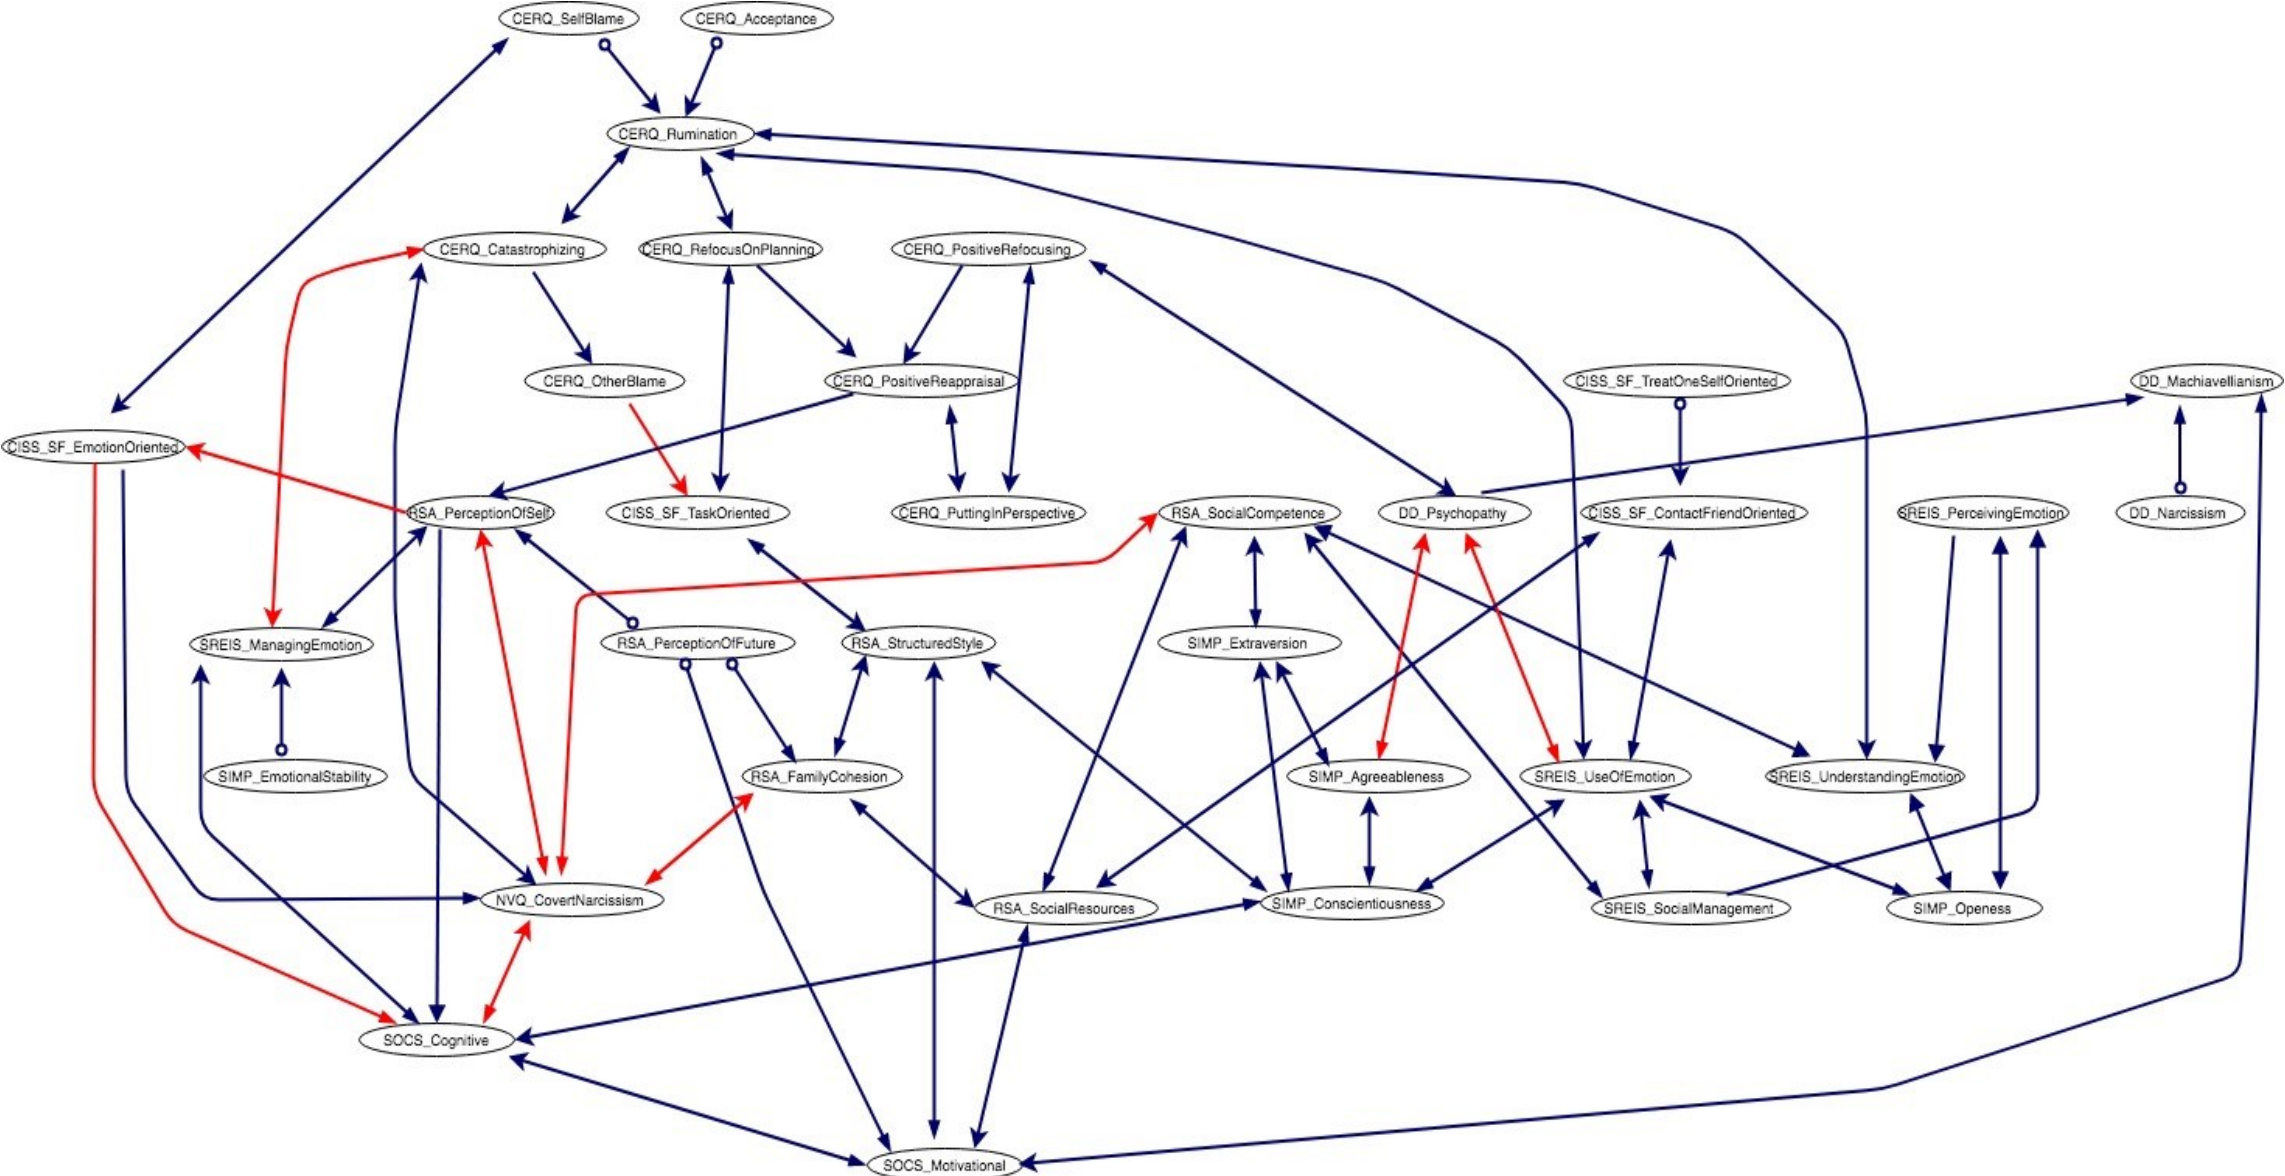 CERQ_SelfBlame
CERQ_Acceptance
CERQ_Rumination
CERQ_Catastrophizing
CERQ_RefocusOnPlanning
CERQ_PositiveRefocusing
CERQ_OtherBlame
CERQ_PositiveReappraisal
CISS_SF_TreatOneSelfOriented
DD_Machiavellianism
CISS_SF_EmotionOriented
RSA_PerceptionOfSelf
CISS_SF_TaskOriented
CERQ_PuttingInPerspective
RSA_SocialCompetence
DD_Psychopathy
CISS_SF_ContactFriendOriented
SREIS_PerceivingEmotion
DD_Narcissism
SREIS_ManagingEmotion
RSA_PerceptionOfFuture
RSA_StructuredStyle
SIMP_Extraversion
SIMP_EmotionalStability
RSA_FamilyCohesion
SIMP_Agreeableness
SREIS_UseOfEmotion
SREIS_UnderstandingEmotion
NVQ_CovertNarcissism
RSA_SocialResources
SIMP_Conscientiousness
SREIS_SocialManagement
SIMP_Openess
SOCS_Cognitive
SOCS_Motivational